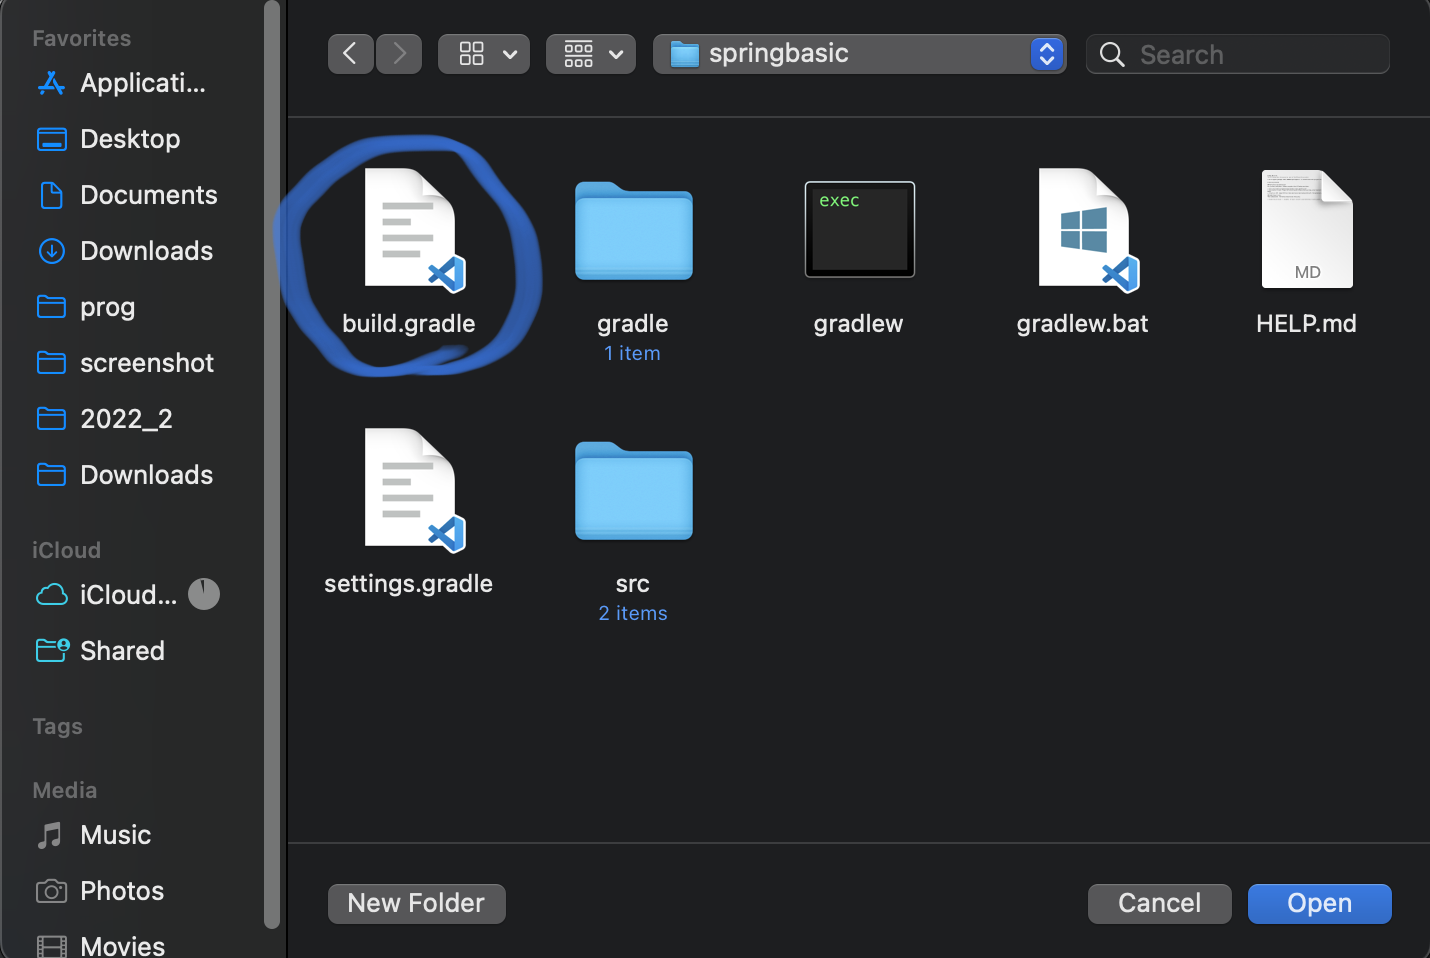 Favorites
Applicati...
Desktop
Documents
Downloads
prog
screenshot
2022_2
Downloads
iCloud
iCloud...
Shared
Tags
Media
Music
Photos
Movies
springbasic
Search
build.gradle
gradle
1 item
exec
gradlew
gradlew.bat
MD
HELP.md
settings.gradle
src
2 items
New Folder
Cancel
Open